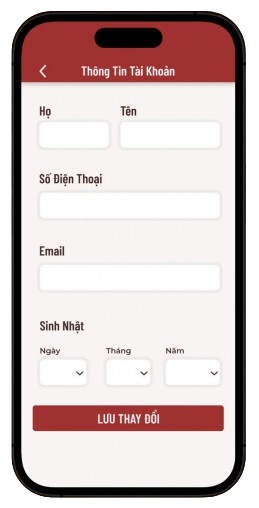 Thông Tin Tài Khoản
Họ Tên
Số Điện Thoại
Email
Sinh Nhật
Ngày Tháng Năm
LƯU THAY ĐỔI